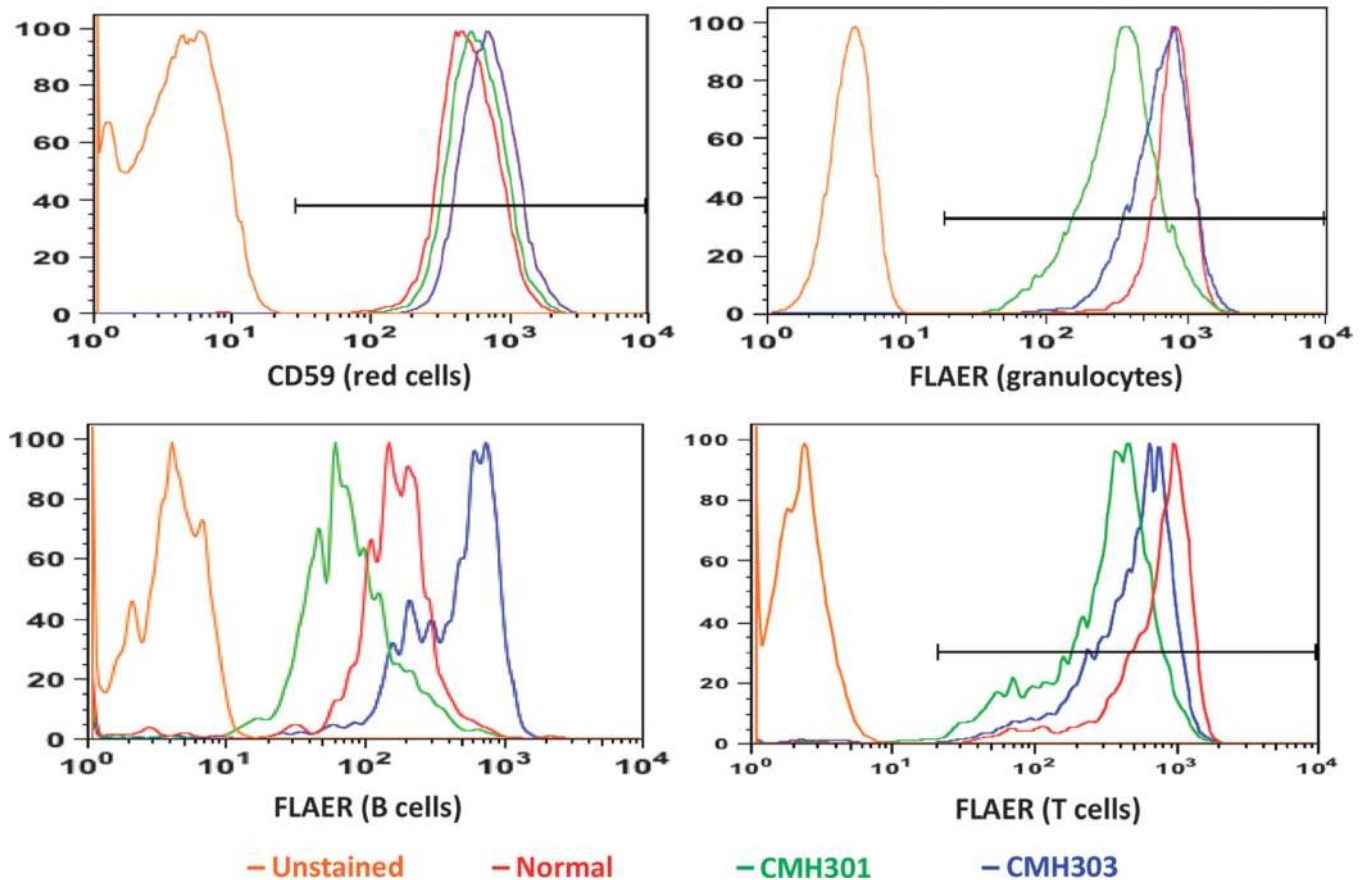 100
80
60
40
20
0
10⁰ 10¹ 10² 10³ 10⁴
CD59 (red cells)
100
80
60
40
20
0
10⁰ 10¹ 10² 10³ 10⁴
FLAER (granulocytes)
100
80
60
40
20
0
10⁰ 10¹ 10² 10³ 10⁴
FLAER (B cells)
100
80
60
40
20
0
10⁰ 10¹ 10² 10³ 10⁴
FLAER (T cells)
– Unstained – Normal – CMH301 – CMH303